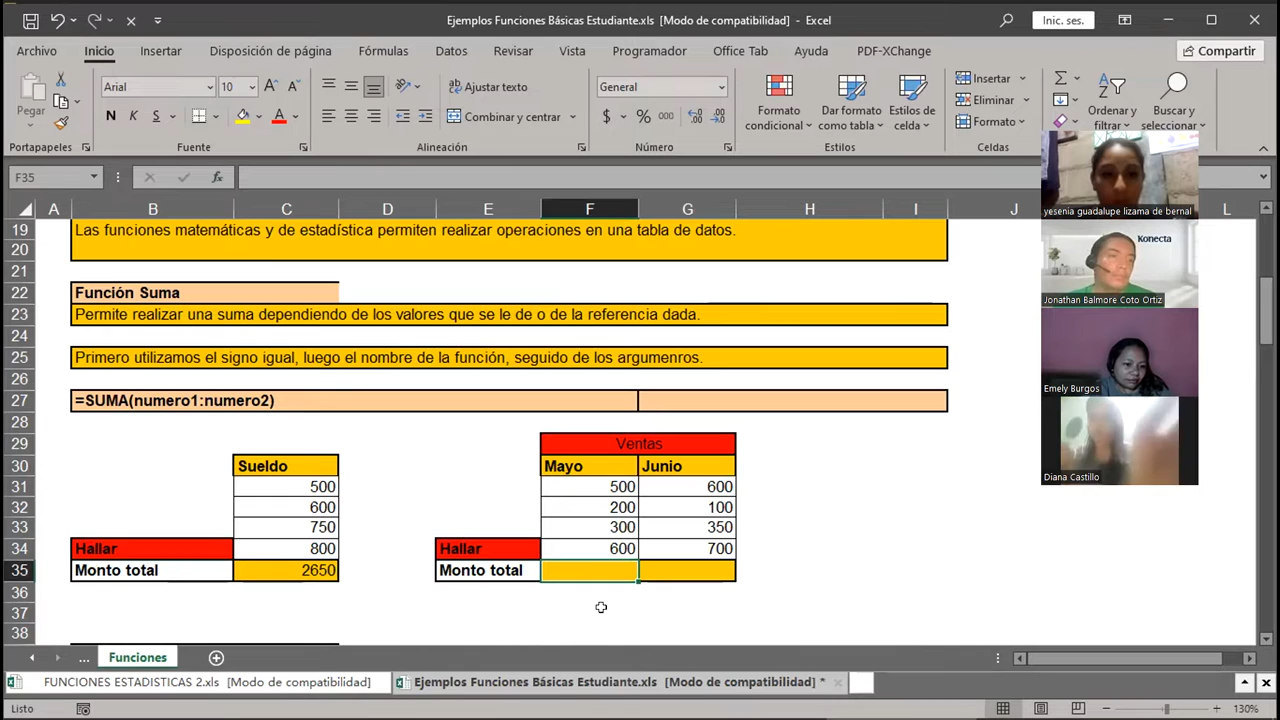 Ejemplos Funciones Básicas Estudiante.xls [Modo de compatibilidad] - Excel
Inic. ses.
Archivo Inicio Insertar Disposición de página Fórmulas Datos Revisar Vista Programador Office Tab Ayuda PDF-XChange
Compartir
Pegar
Arial 10
N K S
Ajustar texto
Combinar y centrar
General
$ % 000
Formato condicional
Dar formato como tabla
Estilos de celda
Insertar
Eliminar
Formato
Ordenar y filtrar
Buscar y seleccionar
Portapapeles Fuente Alineación Número Estilos Celdas
F35 fx
A B C D E F G H I J L
19 Las funciones matemáticas y de estadística permiten realizar operaciones en una tabla de datos.
20
21
22 Función Suma
23 Permite realizar una suma dependiendo de los valores que se le de o de la referencia dada.
24
25 Primero utilizamos el signo igual, luego el nombre de la función, seguido de los argumenros.
26
27 =SUMA(numero1:numero2)
28
29 Ventas
30 Sueldo Mayo Junio
31 500 500 600
32 600 200 100
33 750 300 350
34 Hallar 800 Hallar 600 700
35 Monto total 2650 Monto total
36
37
38
yesenia guadalupe lizama de bernal
Konecta
Jonathan Balmore Coto Ortiz
Emely Burgos
Diana Castillo
... Funciones
FUNCIONES ESTADISTICAS 2.xls [Modo de compatibilidad]
Ejemplos Funciones Básicas Estudiante.xls [Modo de compatibilidad] *
Listo
130%